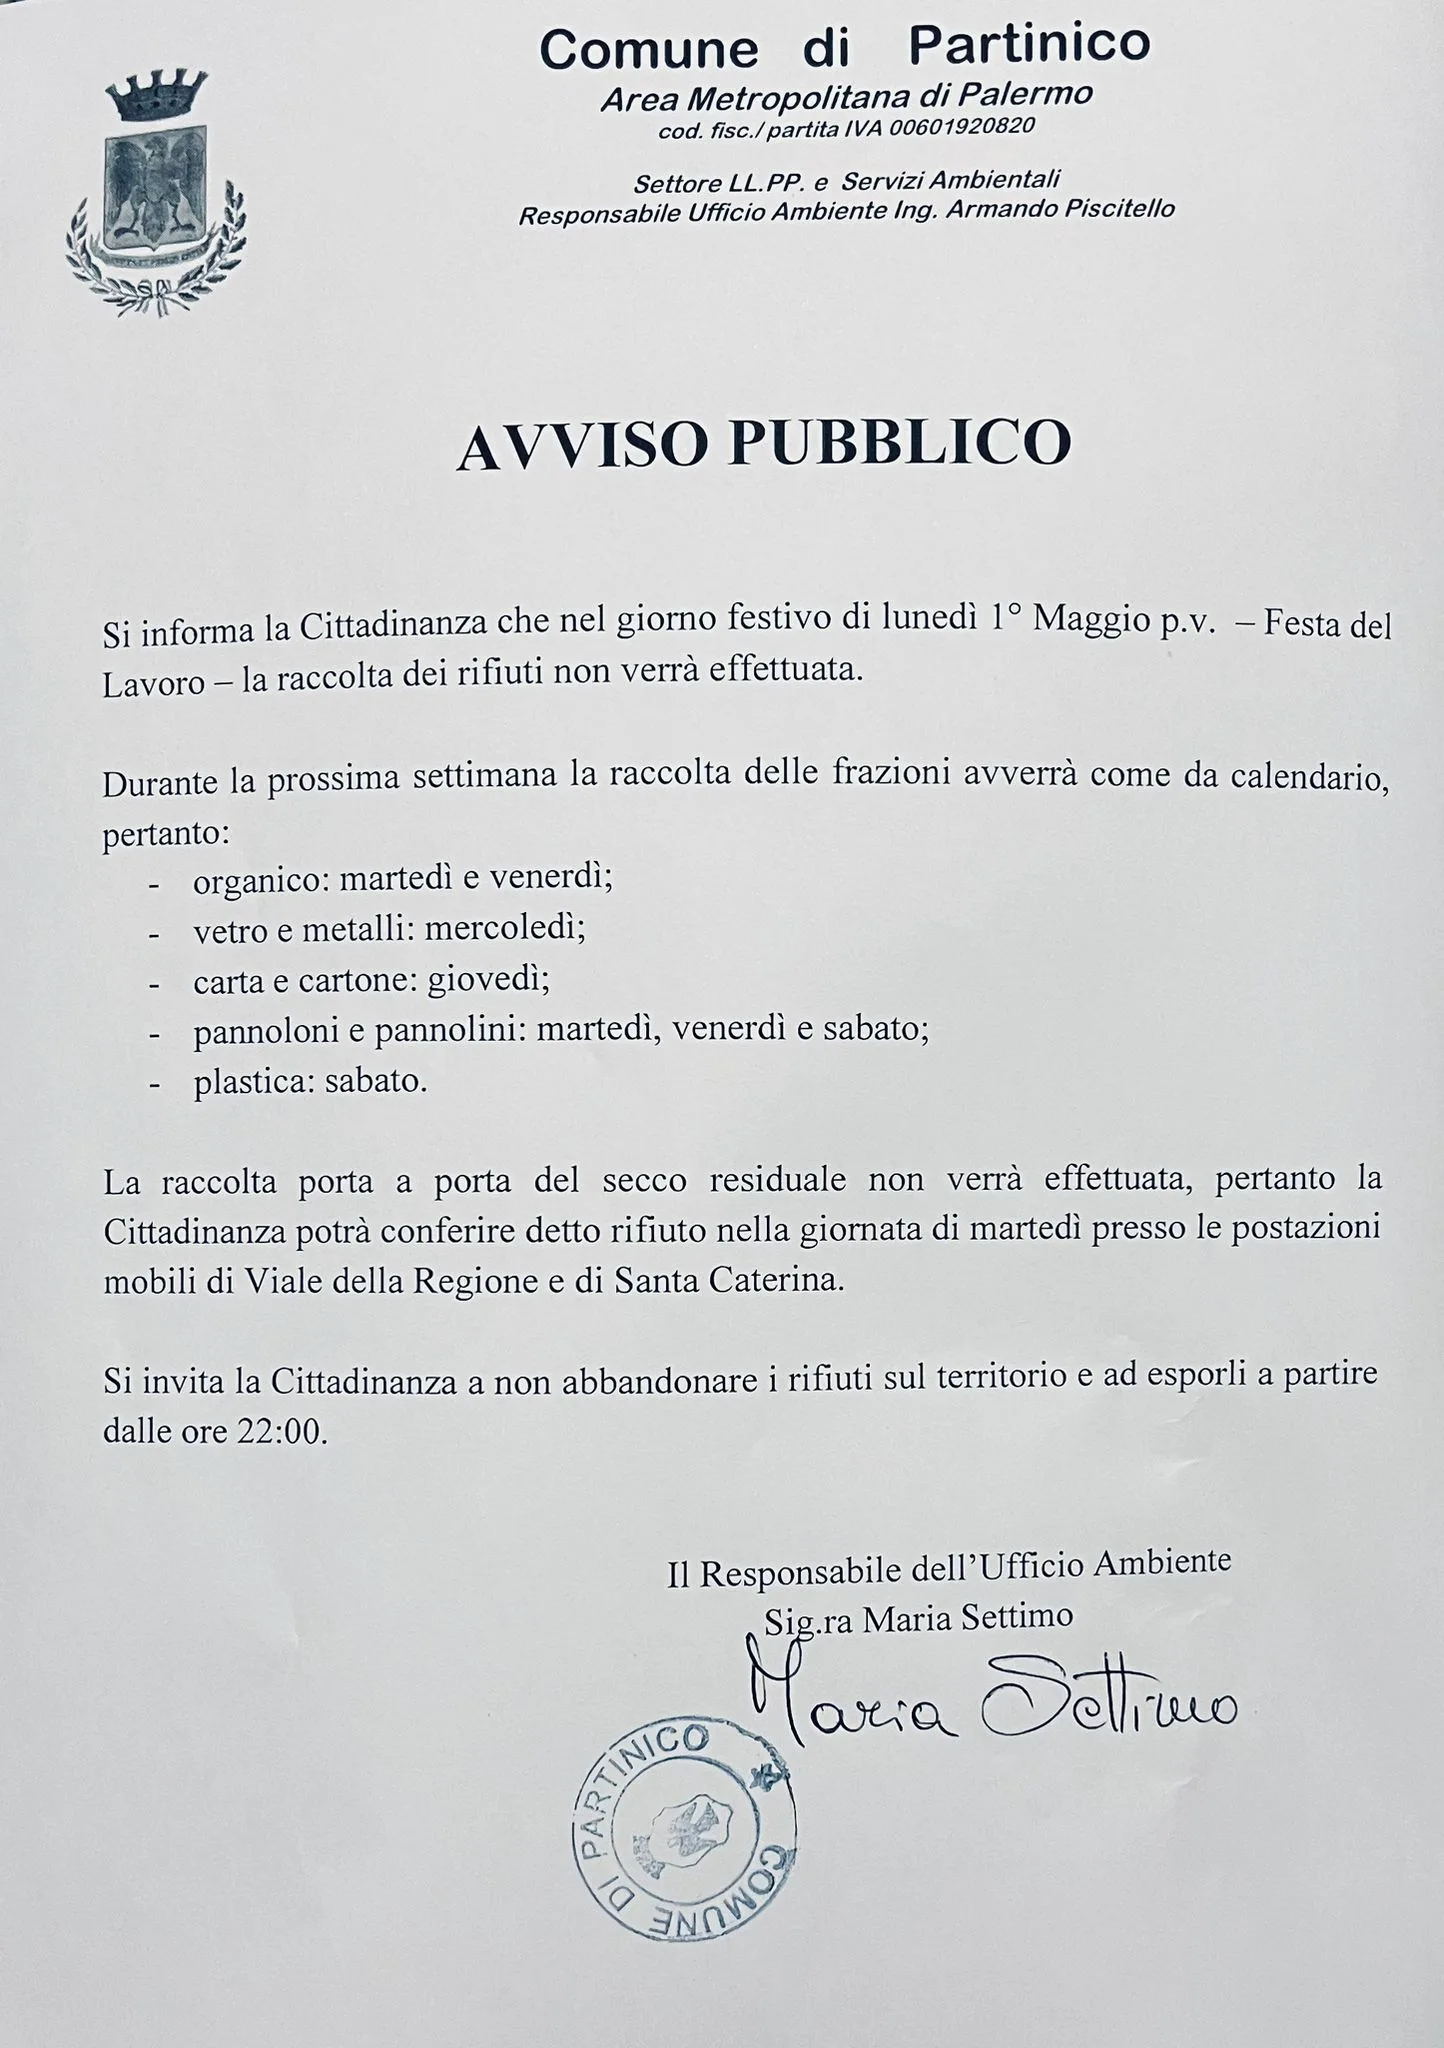 Comune di Partinico
Area Metropolitana di Palermo
cod. fisc./ partita IVA 00601920820
Settore LL.PP. e Servizi Ambientali
Responsabile Ufficio Ambiente Ing. Armando Piscitello
AVVISO PUBBLICO
Si informa la Cittadinanza che nel giorno festivo di lunedì 1° Maggio p.v. – Festa del
Lavoro – la raccolta dei rifiuti non verrà effettuata.
Durante la prossima settimana la raccolta delle frazioni avverrà come da calendario,
pertanto:
- organico: martedì e venerdì;
- vetro e metalli: mercoledì;
- carta e cartone: giovedì;
- pannoloni e pannolini: martedì, venerdì e sabato;
- plastica: sabato.
La raccolta porta a porta del secco residuale non verrà effettuata, pertanto la
Cittadinanza potrà conferire detto rifiuto nella giornata di martedì presso le postazioni
mobili di Viale della Regione e di Santa Caterina.
Si invita la Cittadinanza a non abbandonare i rifiuti sul territorio e ad esporli a partire
dalle ore 22:00.
Il Responsabile dell'Ufficio Ambiente
Sig.ra Maria Settimo
Maria Settimo
COMUNE DI PARTINICO